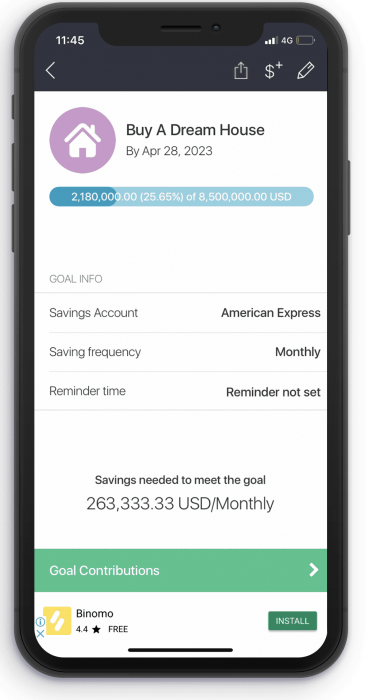 11:45
4G
$+
Buy A Dream House
By Apr 28, 2023
2,180,000.00 (25.65%) of 8,500,000.00 USD
GOAL INFO
Savings Account American Express
Saving frequency Monthly
Reminder time Reminder not set
Savings needed to meet the goal
263,333.33 USD/Monthly
Goal Contributions
Binomo
4.4 ★ FREE
INSTALL